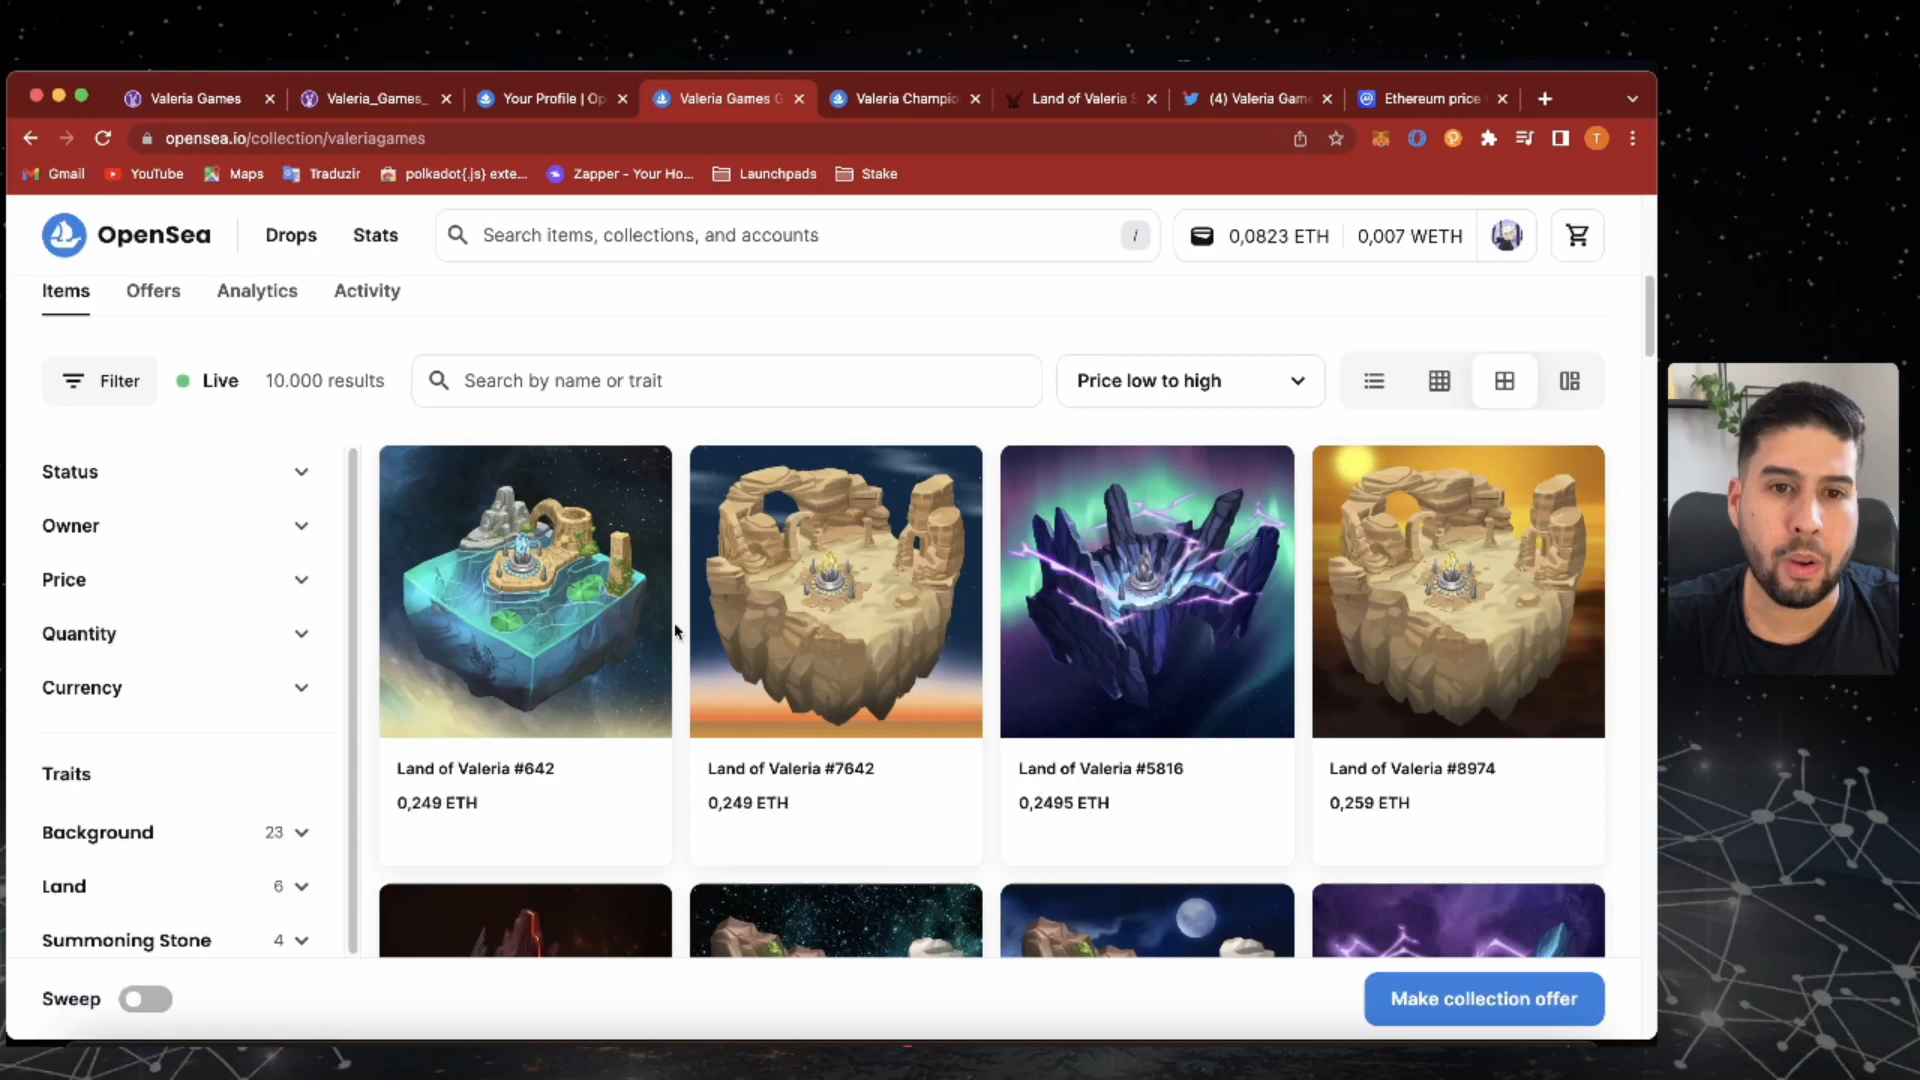 Valeria Games
Valeria_Games_
Your Profile | Op
Valeria Games
Valeria Champio
Land of Valeria
(4) Valeria Gam
Ethereum price
opensea.io/collection/valeriagames
T
Gmail
YouTube
Maps
Traduzir
polkadot{.js} exte...
Zapper - Your Ho...
Launchpads
Stake
OpenSea
Drops
Stats
Search items, collections, and accounts
/
0,0823 ETH
0,007 WETH
Items
Offers
Analytics
Activity
Filter
Live
10.000 results
Search by name or trait
Price low to high
Status
Owner
Price
Quantity
Currency
Traits
Background 23
Land 6
Summoning Stone 4
Land of Valeria #642
0,249 ETH
Land of Valeria #7642
0,249 ETH
Land of Valeria #5816
0,2495 ETH
Land of Valeria #8974
0,259 ETH
Sweep
Make collection offer